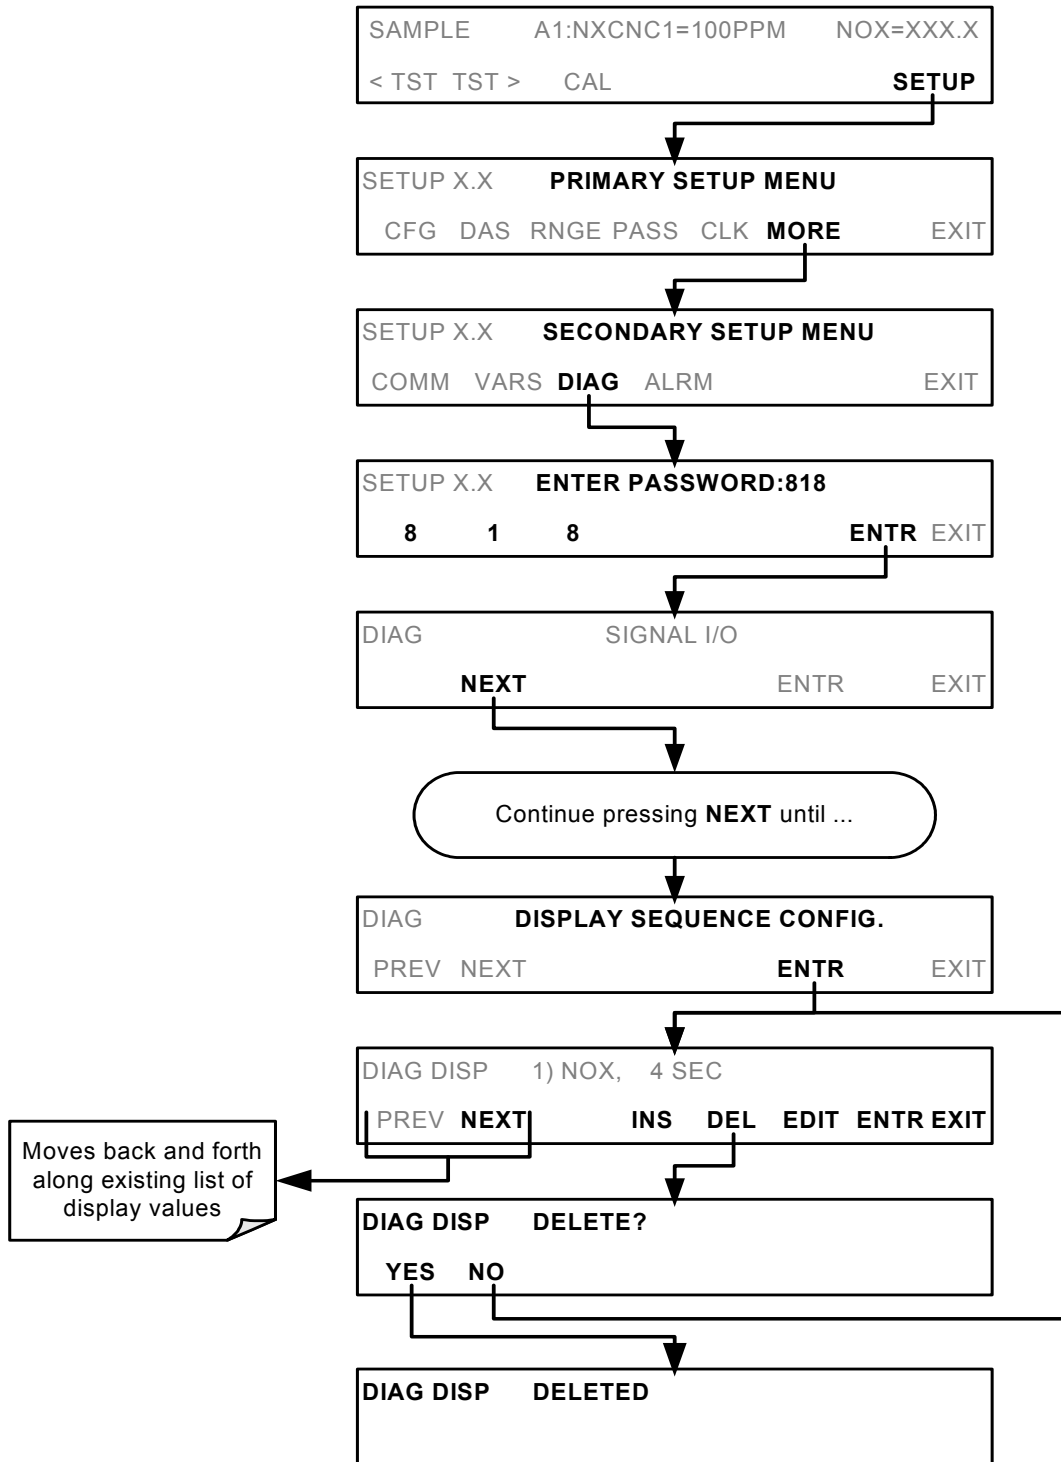 SAMPLE A1:NXCNC1=100PPM NOX=XXX.X
< TST TST > CAL SETUP
SETUP X.X PRIMARY SETUP MENU
CFG DAS RNGE PASS CLK MORE EXIT
SETUP X.X SECONDARY SETUP MENU
COMM VARS DIAG ALRM EXIT
SETUP X.X ENTER PASSWORD:818
8 1 8 ENTR EXIT
DIAG SIGNAL I/O
NEXT ENTR EXIT
Continue pressing NEXT until ...
DIAG DISPLAY SEQUENCE CONFIG.
PREV NEXT ENTR EXIT
DIAG DISP 1) NOX, 4 SEC
PREV NEXT INS DEL EDIT ENTR EXIT
Moves back and forth
along existing list of
display values
DIAG DISP DELETE?
YES NO
DIAG DISP DELETED